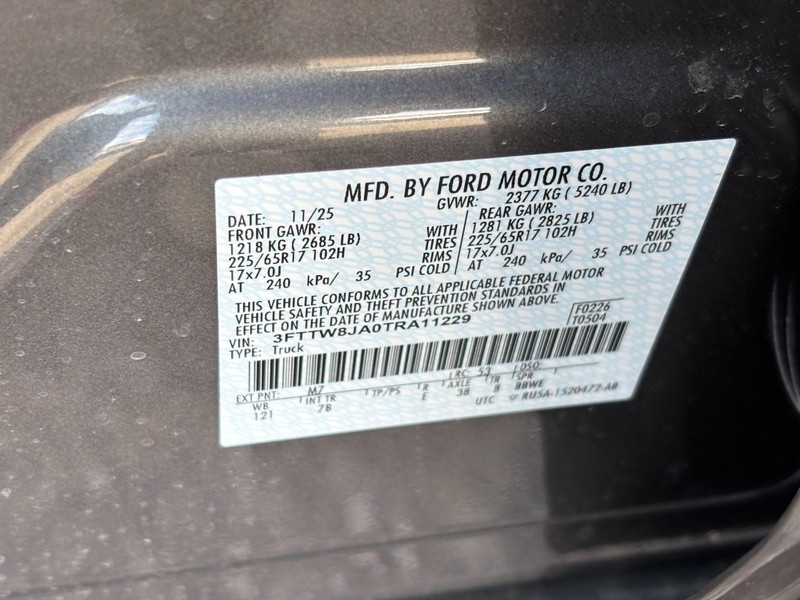 MFD. BY FORD MOTOR CO.
DATE: 11/25 GVWR: 2377 KG ( 5240 LB)
FRONT GAWR: REAR GAWR:
1218 KG ( 2685 LB) WITH 1281 KG ( 2825 LB) WITH
225/65R17 102H TIRES 225/65R17 102H TIRES
17x7.0J RIMS 17x7.0J RIMS
AT 240 kPa/ 35 PSI COLD AT 240 kPa/ 35 PSI COLD
THIS VEHICLE CONFORMS TO ALL APPLICABLE FEDERAL MOTOR
VEHICLE SAFETY AND THEFT PREVENTION STANDARDS IN
EFFECT ON THE DATE OF MANUFACTURE SHOWN ABOVE.
F0226
VIN: 3FTTW8JA0TRA11229 T0504
TYPE: Truck
EXT PNT: M7 RC: 53 DSO:
WB INT TR TP/PS R AXLE TR SPR
121 7B E 38 8 BBWE
UTC RU5A-1520472-AB